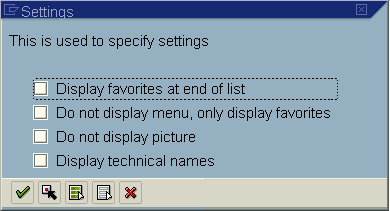 Settings
This is used to specify settings
Display favorites at end of list
Do not display menu, only display favorites
Do not display picture
Display technical names